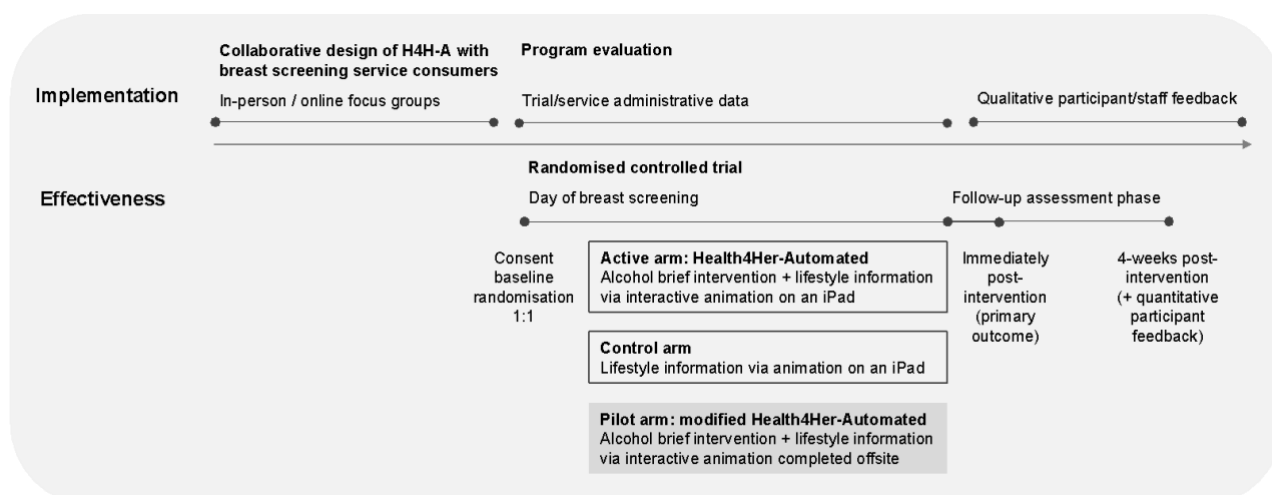 Implementation
Collaborative design of H4H-A with
breast screening service consumers
In-person / online focus groups
Program evaluation
Trial/service administrative data
Qualitative participant/staff feedback
Effectiveness
Randomised controlled trial
Day of breast screening
Follow-up assessment phase
Consent
baseline
randomisation
1:1
Active arm: Health4Her-Automated
Alcohol brief intervention + lifestyle information
via interactive animation on an iPad
Control arm
Lifestyle information via animation on an iPad
Pilot arm: modified Health4Her-Automated
Alcohol brief intervention + lifestyle information
via interactive animation completed offsite
Immediately
post-
intervention
(primary
outcome)
4-weeks post-
intervention
(+ quantitative
participant
feedback)